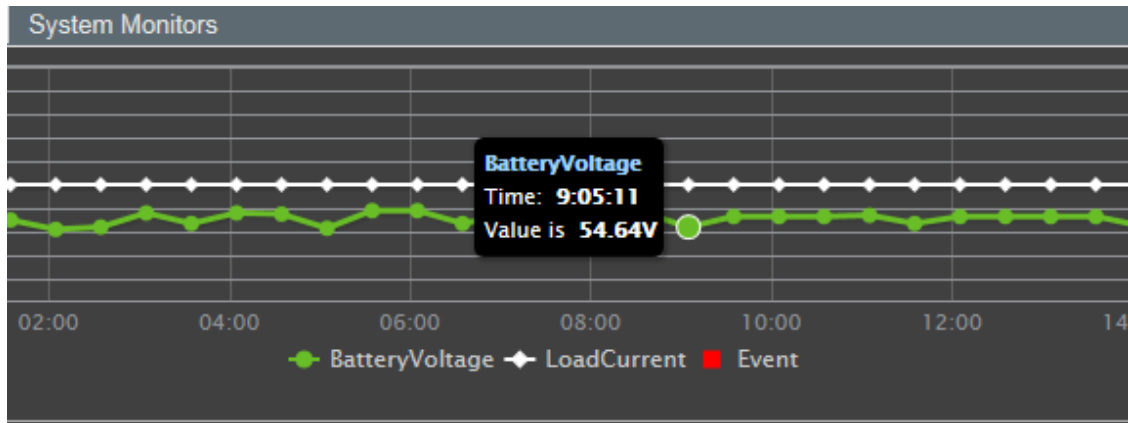 System Monitors
BatteryVoltage
Time: 9:05:11
Value is 54.64V
02:00 04:00 06:00 08:00 10:00 12:00 14
BatteryVoltage LoadCurrent Event